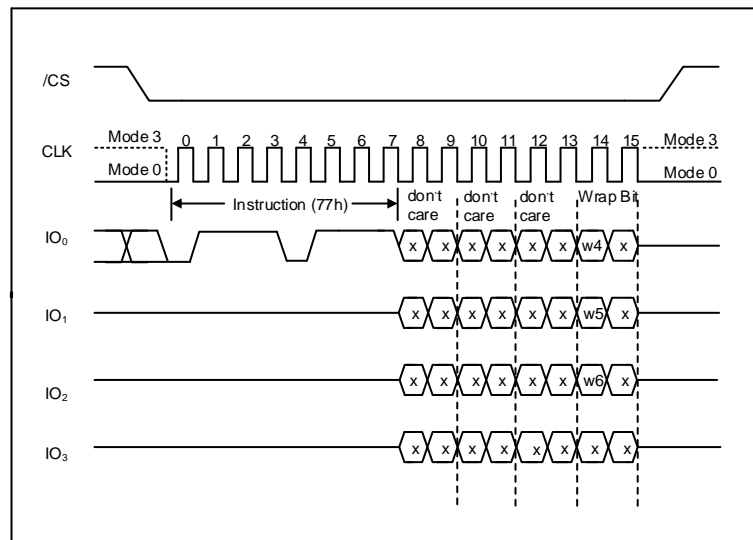 /CS
Mode 3 0 1 2 3 4 5 6 7 8 9 10 11 12 13 14 15 Mode 3
CLK
Mode 0 Mode 0
Instruction (77h) don't care don't care don't care Wrap Bit
IO0 x x x x x x w4 x
IO1 x x x x x x w5 x
IO2 x x x x x x w6 x
IO3 x x x x x x x x